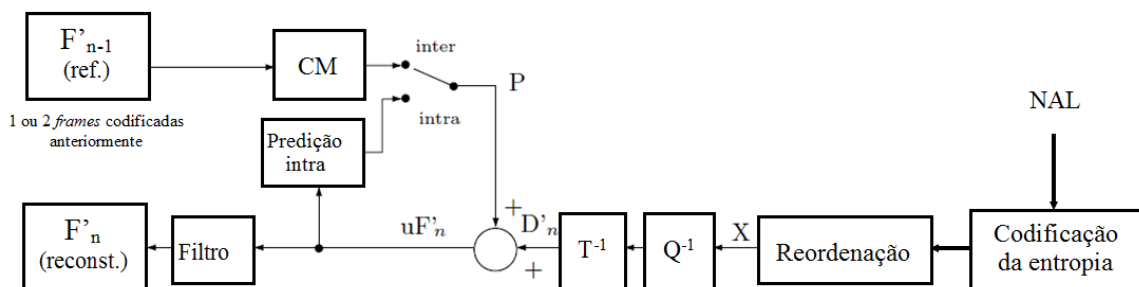 F'n-1
(ref.)
1 ou 2 frames codificadas
anteriormente
CM
inter
intra
P
Predição
intra
NAL
F'n
(reconst.)
Filtro
uF'n
+
D'n
+
T-1
Q-1
X
Reordenação
Codificação
da entropia